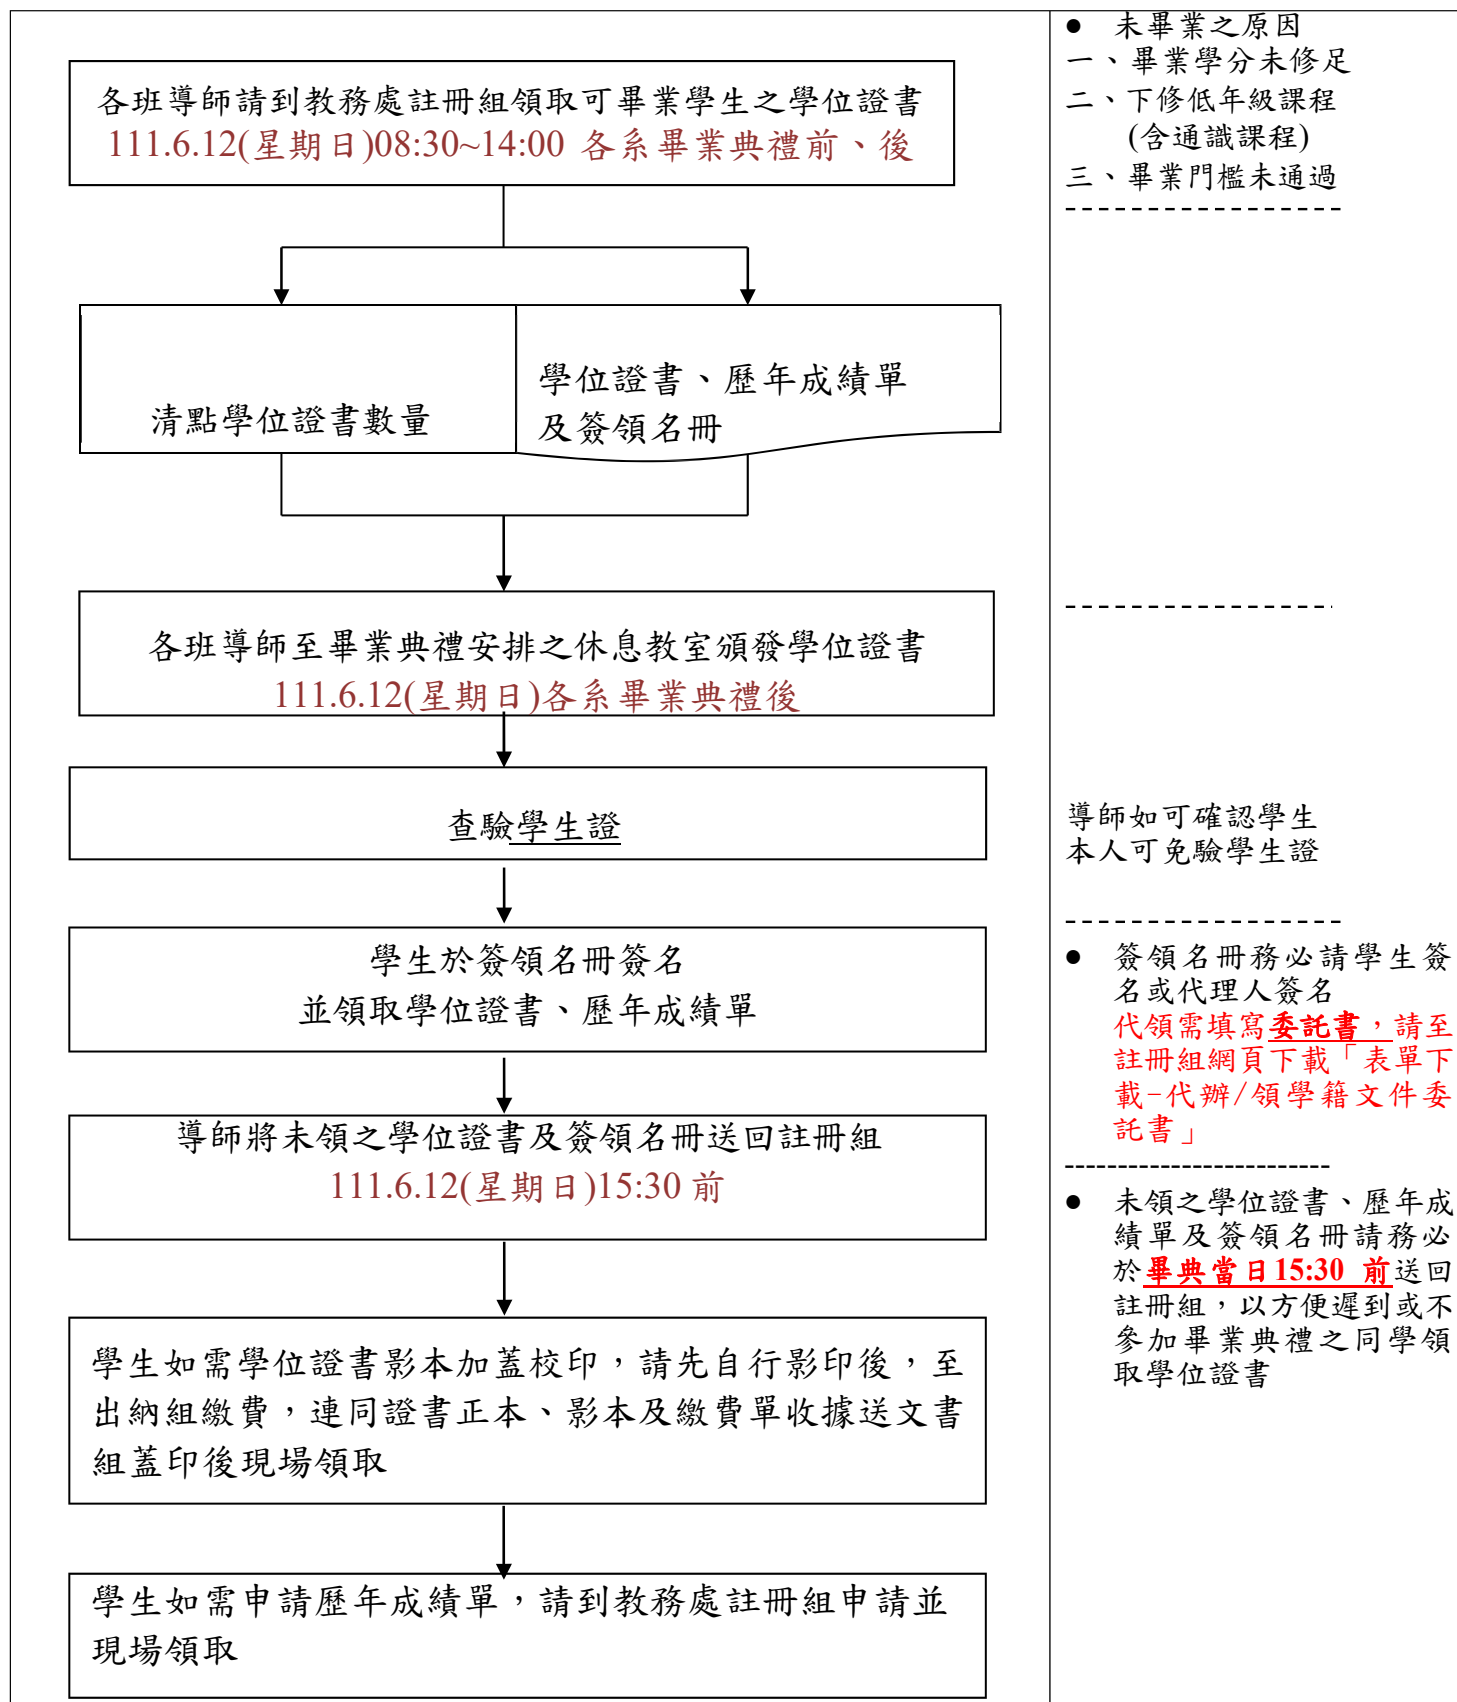 各班導師請到教務處註冊組領取可畢業學生之學位證書
111.6.12(星期日)08:30~14:00 各系畢業典禮前、後
清點學位證書數量
學位證書、歷年成績單
及簽領名冊
各班導師至畢業典禮安排之休息教室頒發學位證書
111.6.12(星期日)各系畢業典禮後
查驗學生證
學生於簽領名冊簽名
並領取學位證書、歷年成績單
導師將未領之學位證書及簽領名冊送回註冊組
111.6.12(星期日)15:30 前
學生如需學位證書影本加蓋校印，請先自行影印後，至
出納組繳費，連同證書正本、影本及繳費單收據送文書
組蓋印後現場領取
學生如需申請歷年成績單，請到教務處註冊組申請並
現場領取
● 未畢業之原因
一、畢業學分未修足
二、下修低年級課程
(含通識課程)
三、畢業門檻未通過
-----------------
-----------------
導師如可確認學生
本人可免驗學生證
-----------------
● 簽領名冊務必請學生簽
名或代理人簽名
代領需填寫委託書，請至
註冊組網頁下載「表單下
載-代辦/領學籍文件委
託書」
-------------------------
● 未領之學位證書、歷年成
績單及簽領名冊請務必
於畢典當日15:30 前送回
註冊組，以方便遲到或不
參加畢業典禮之同學領
取學位證書